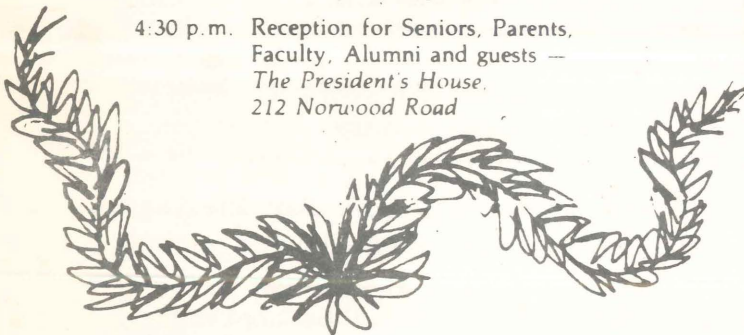 4:30 p.m. Reception for Seniors, Parents,
Faculty, Alumni and guests —
The President's House,
212 Norwood Road